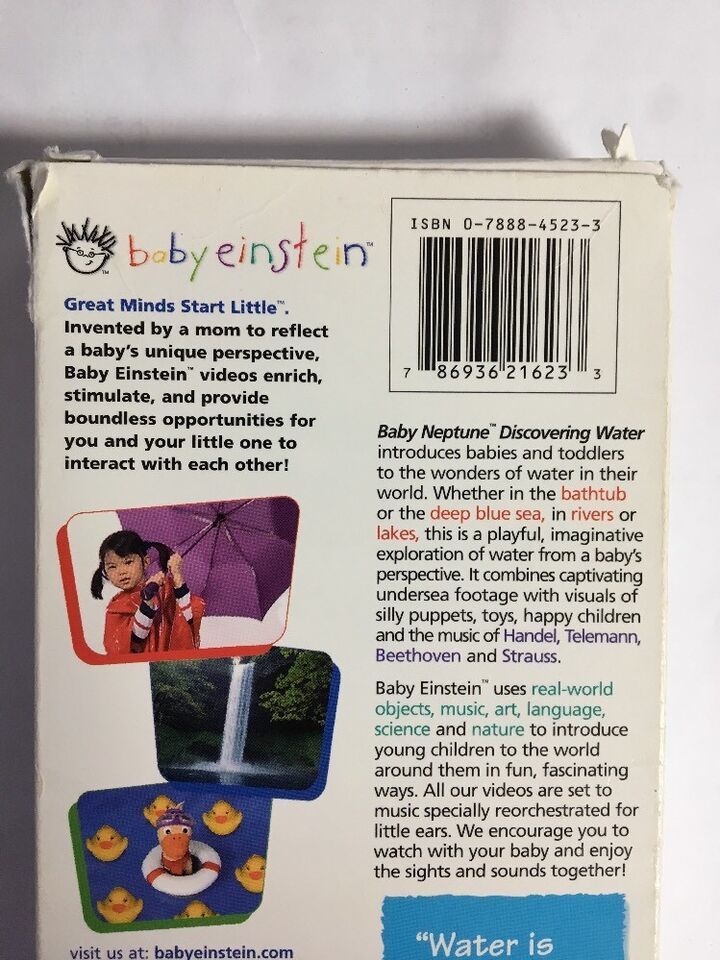 baby einstein™
Great Minds Start Little™.
Invented by a mom to reflect
a baby's unique perspective,
Baby Einstein™ videos enrich,
stimulate, and provide
boundless opportunities for
you and your little one to
interact with each other!
visit us at: babyeinstein.com
ISBN 0-7888-4523-3
7 86936 21623 3
Baby Neptune™ Discovering Water
introduces babies and toddlers
to the wonders of water in their
world. Whether in the bathtub
or the deep blue sea, in rivers or
lakes, this is a playful, imaginative
exploration of water from a baby's
perspective. It combines captivating
undersea footage with visuals of
silly puppets, toys, happy children
and the music of Handel, Telemann,
Beethoven and Strauss.
Baby Einstein™ uses real-world
objects, music, art, language,
science and nature to introduce
young children to the world
around them in fun, fascinating
ways. All our videos are set to
music specially reorchestrated for
little ears. We encourage you to
watch with your baby and enjoy
the sights and sounds together!
“Water is